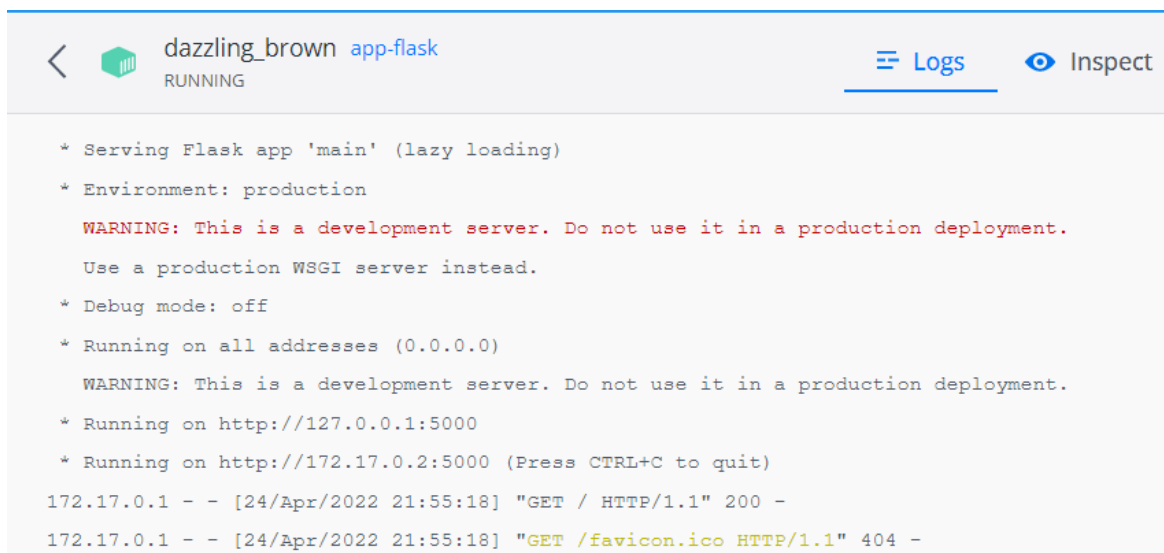 dazzling_brown app-flask
RUNNING
Logs
Inspect
* Serving Flask app 'main' (lazy loading)
* Environment: production
WARNING: This is a development server. Do not use it in a production deployment.
Use a production WSGI server instead.
* Debug mode: off
* Running on all addresses (0.0.0.0)
WARNING: This is a development server. Do not use it in a production deployment.
* Running on http://127.0.0.1:5000
* Running on http://172.17.0.2:5000 (Press CTRL+C to quit)
172.17.0.1 - - [24/Apr/2022 21:55:18] "GET / HTTP/1.1" 200 -
172.17.0.1 - - [24/Apr/2022 21:55:18] "GET /favicon.ico HTTP/1.1" 404 -